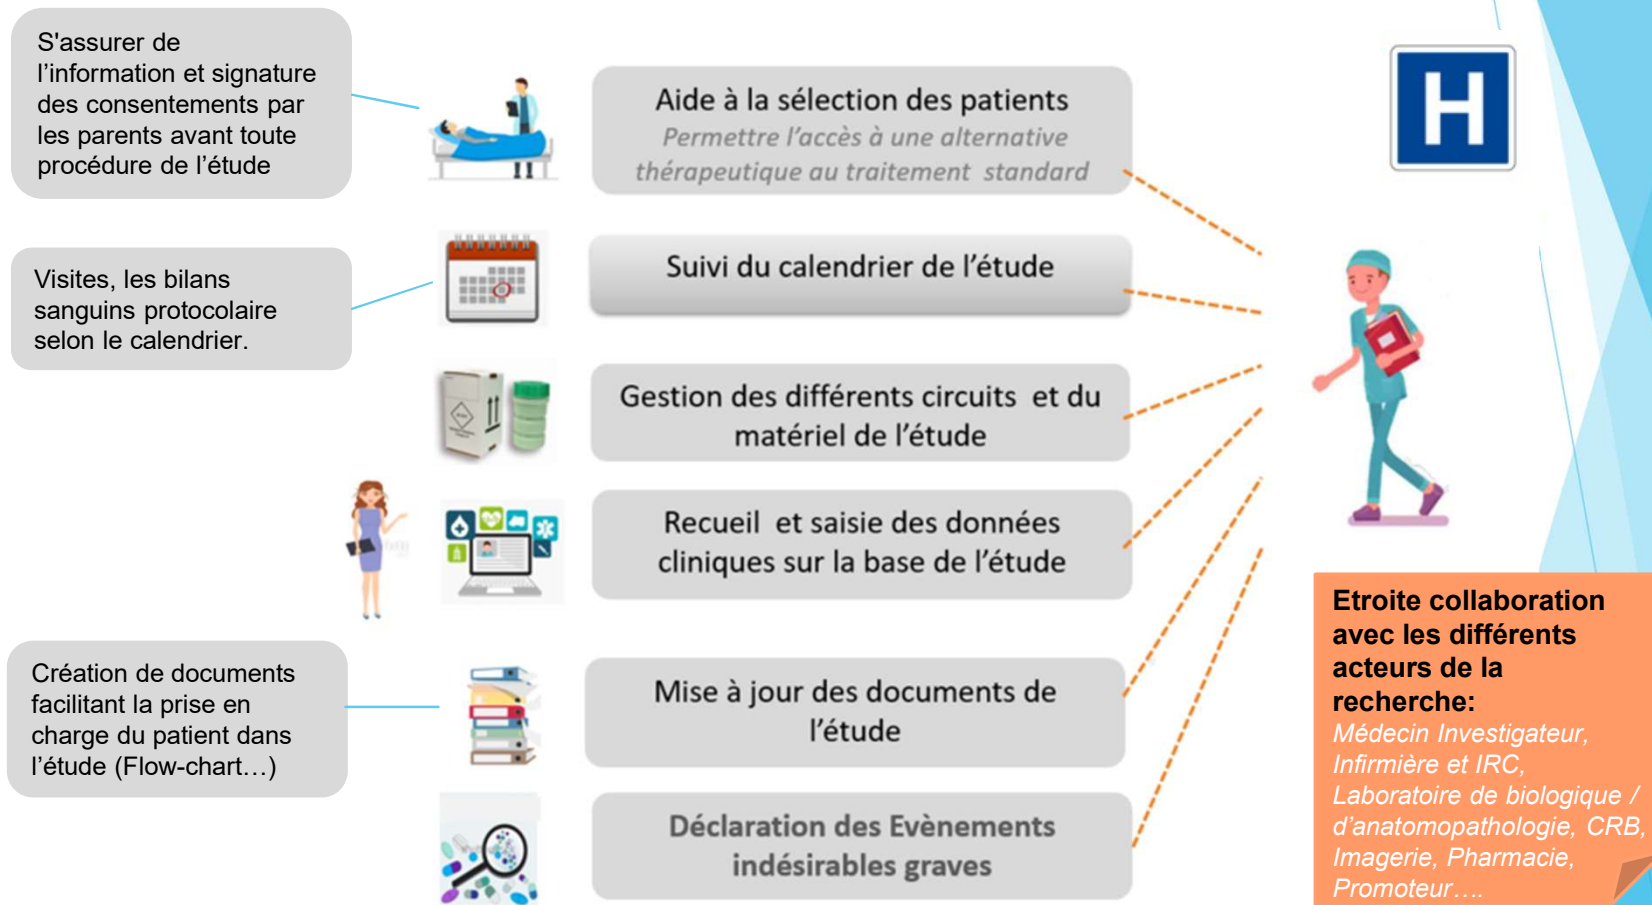 S'assurer de
l'information et signature
des consentements par
les parents avant toute
procédure de l'étude
Aide à la sélection des patients
Permettre l'accès à une alternative
thérapeutique au traitement standard
H
Visites, les bilans
sanguins protocolaire
selon le calendrier.
Suivi du calendrier de l'étude
Gestion des différents circuits et du
matériel de l'étude
Recueil et saisie des données
cliniques sur la base de l'étude
Création de documents
facilitant la prise en
charge du patient dans
l'étude (Flow-chart…)
Mise à jour des documents de
l'étude
Déclaration des Evènements
indésirables graves
Etroite collaboration
avec les différents
acteurs de la
recherche:
Médecin Investigateur,
Infirmière et IRC,
Laboratoire de biologique /
d'anatomopathologie, CRB,
Imagerie, Pharmacie,
Promoteur….